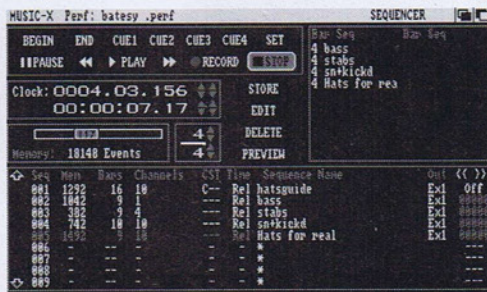 MUSIC-X Perf: batesy .perf SEQUENCER
BEGIN END CUE1 CUE2 CUE3 CUE4 SET
PAUSE PLAY RECORD STOP
Bar Seq Bar Seq
4 bass
4 stabs
4 sn+kickd
4 Hats for rea
Clock: 0004.03.156
00:00:07.17
STORE
EDIT
DELETE
PREVIEW
117
4
4
Memory: 18148 Events
Seq Mem Bars Channels CST Time Sequence Name Out << >>
001 1292 16 10 C-- Rel hatsguide Ex1 Off
002 1042 9 1 --- Rel bass Ex1
003 382 9 4 --- Rel stabs Ex1
004 742 10 10 --- Rel sn+kickd Ex1
005 1492 9 10 --- Rel Hats for real Ex1
006 - - - --- - * ---
007 - - - --- - * ---
008 - - - --- - * ---
009 - - - --- - * ---